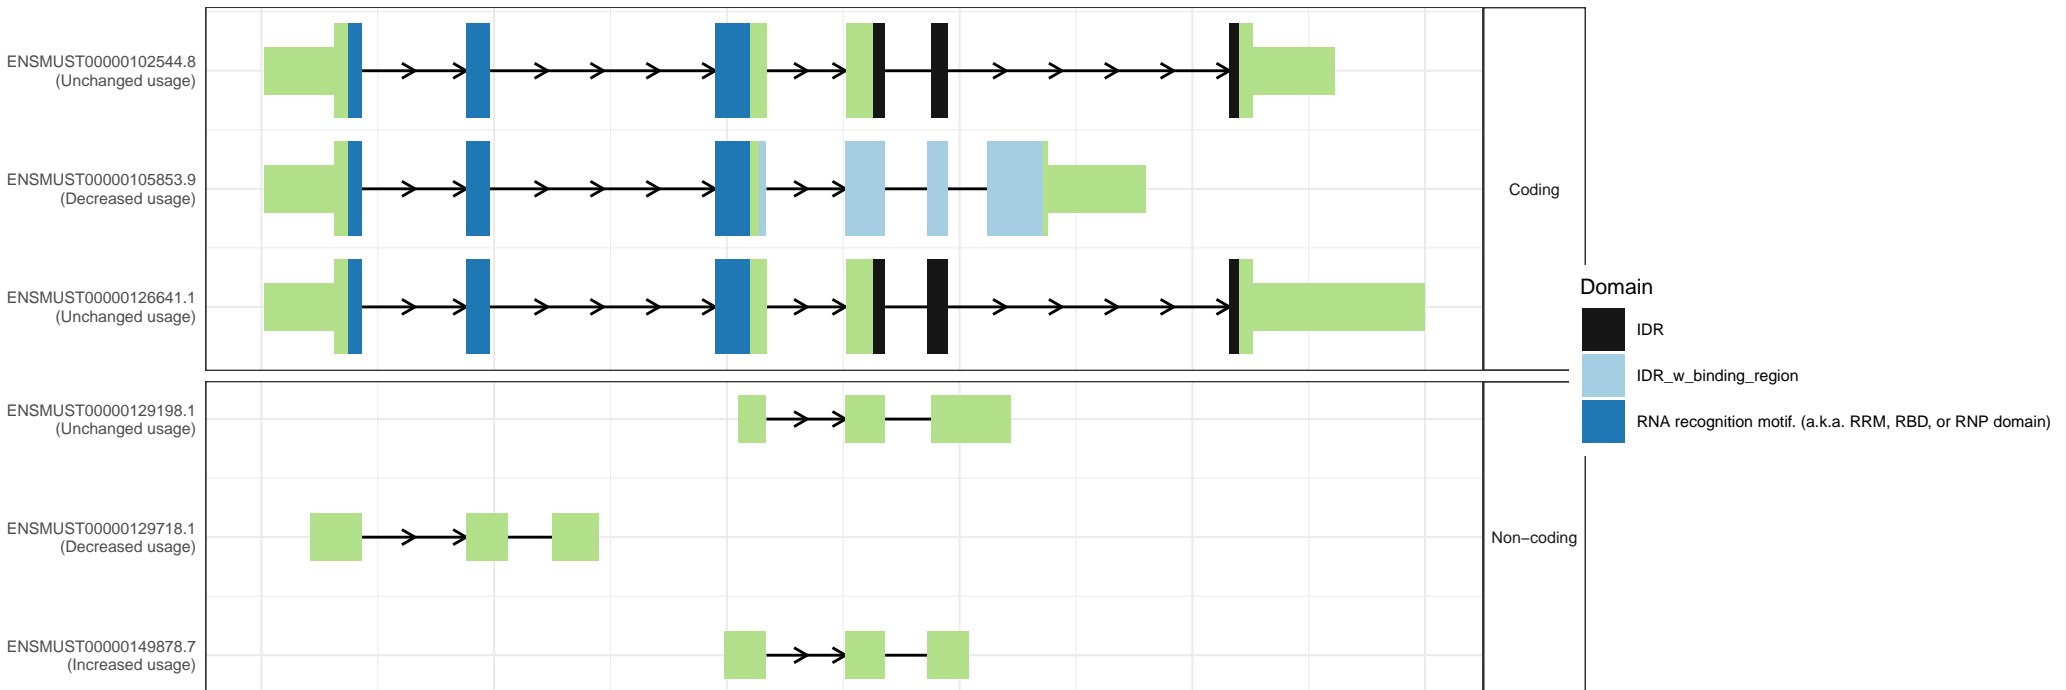 ENSMUST00000102544.8
(Unchanged usage)
ENSMUST00000105853.9
(Decreased usage)
ENSMUST00000126641.1
(Unchanged usage)
Coding
ENSMUST00000129198.1
(Unchanged usage)
ENSMUST00000129718.1
(Decreased usage)
ENSMUST00000149878.7
(Increased usage)
Non−coding
Domain
IDR
IDR_w_binding_region
RNA recognition motif. (a.k.a. RRM, RBD, or RNP domain)